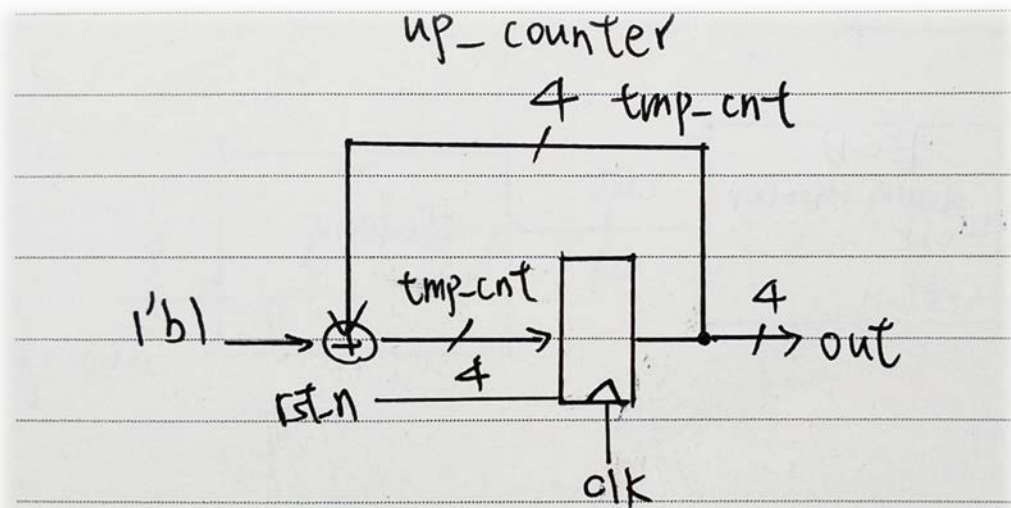 up_counter
4 tmp_cnt
tmp_cnt
4
1'b1
+
4
out
rst_n
clk